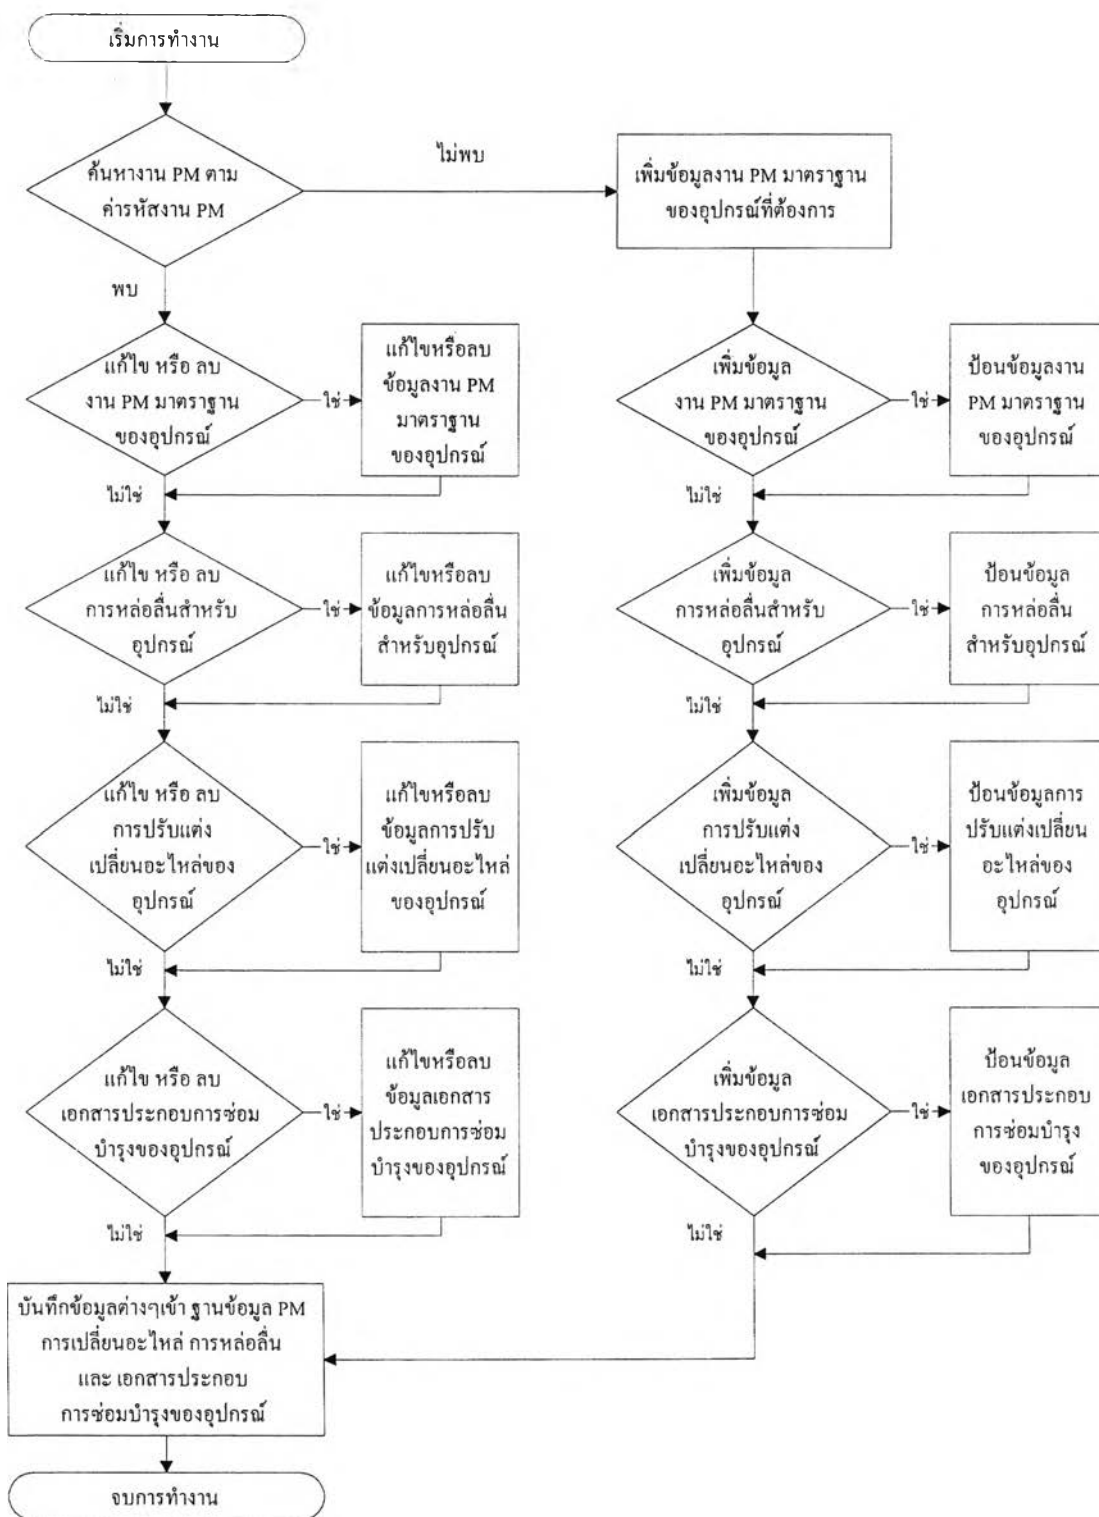 เริ่มการทำงาน
ค้นหางาน PM ตาม
ค่ารหัสงาน PM
ไม่พบ
เพิ่มข้อมูลงาน PM มาตราฐาน
ของอุปกรณ์ที่ต้องการ
พบ
แก้ไข หรือ ลบ
งาน PM มาตราฐาน
ของอุปกรณ์
ใช่
แก้ไขหรือลบ
ข้อมูลงาน PM
มาตราฐาน
ของอุปกรณ์
ไม่ใช่
แก้ไข หรือ ลบ
การหล่อลื่นสำหรับ
อุปกรณ์
ใช่
แก้ไขหรือลบ
ข้อมูลการหล่อลื่น
สำหรับอุปกรณ์
ไม่ใช่
แก้ไข หรือ ลบ
การปรับแต่ง
เปลี่ยนอะไหล่ของ
อุปกรณ์
ใช่
แก้ไขหรือลบ
ข้อมูลการปรับ
แต่งเปลี่ยนอะไหล่
ของอุปกรณ์
ไม่ใช่
แก้ไข หรือ ลบ
เอกสารประกอบการซ่อม
บำรุงของอุปกรณ์
ใช่
แก้ไขหรือลบ
ข้อมูลเอกสาร
ประกอบการซ่อม
บำรุงของอุปกรณ์
ไม่ใช่
เพิ่มข้อมูล
งาน PM มาตราฐาน
ของอุปกรณ์
ใช่
ป้อนข้อมูลงาน
PM มาตราฐาน
ของอุปกรณ์
ไม่ใช่
เพิ่มข้อมูล
การหล่อลื่นสำหรับ
อุปกรณ์
ใช่
ป้อนข้อมูล
การหล่อลื่น
สำหรับอุปกรณ์
ไม่ใช่
เพิ่มข้อมูล
การปรับแต่ง
เปลี่ยนอะไหล่ของ
อุปกรณ์
ใช่
ป้อนข้อมูลการ
ปรับแต่งเปลี่ยน
อะไหล่ของ
อุปกรณ์
ไม่ใช่
เพิ่มข้อมูล
เอกสารประกอบการซ่อม
บำรุงของอุปกรณ์
ใช่
ป้อนข้อมูล
เอกสารประกอบ
การซ่อมบำรุง
ของอุปกรณ์
ไม่ใช่
บันทึกข้อมูลต่างๆเข้า ฐานข้อมูล PM
การเปลี่ยนอะไหล่ การหล่อลื่น
และ เอกสารประกอบ
การซ่อมบำรุงของอุปกรณ์
จบการทำงาน